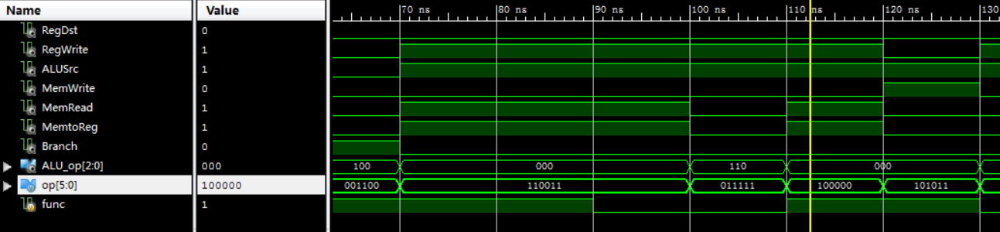 Name Value 70 ns 80 ns 90 ns 100 ns 110 ns 120 ns 130
RegDst 0
RegWrite 1
ALUSrc 1
MemWrite 0
MemRead 1
MemtoReg 1
Branch 0
ALU_op[2:0] 000 100 000 110 000
op[5:0] 100000 001100 110011 011111 100000 101011
func 1